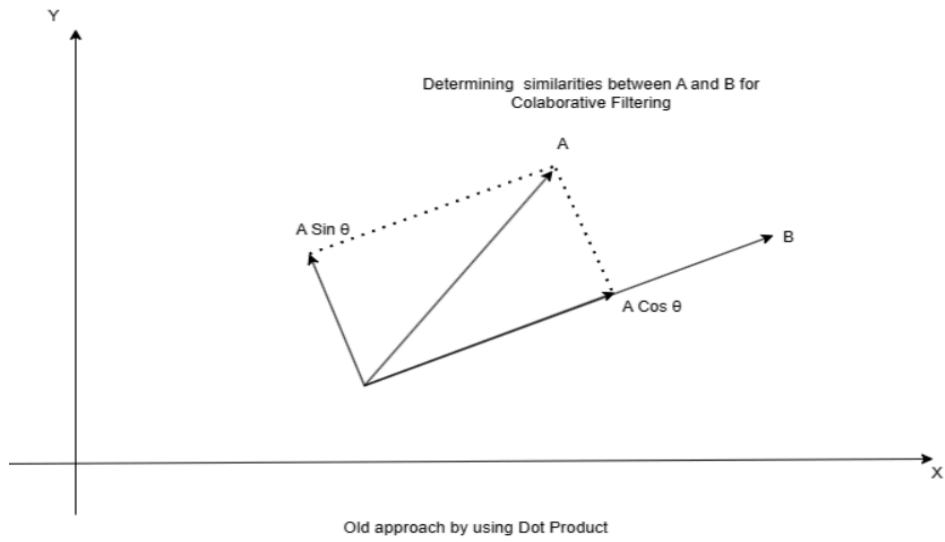 Y
Determining similarities between A and B for
Colaborative Filtering
A
A Sin θ
B
A Cos θ
X
Old approach by using Dot Product